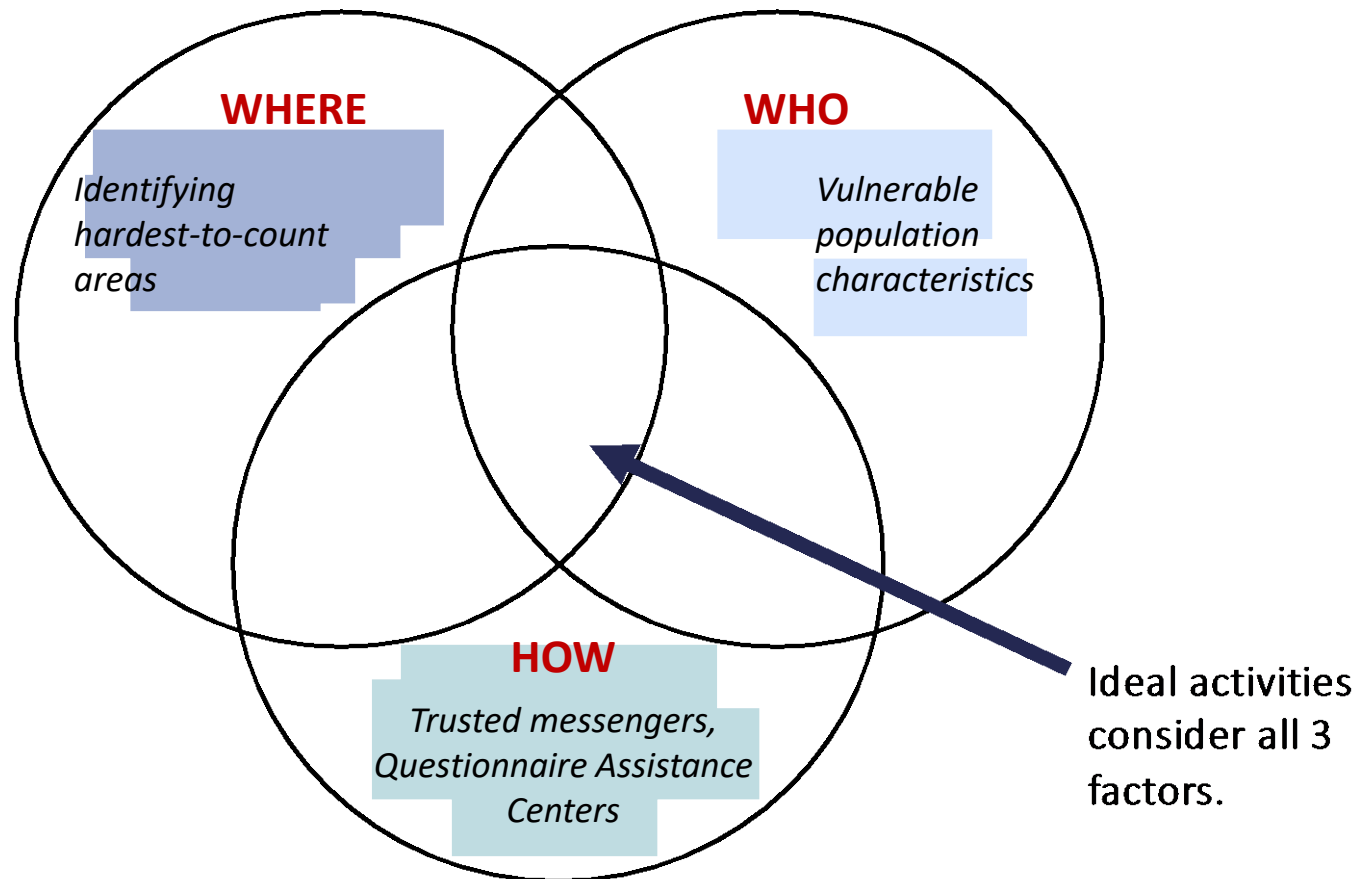 WHERE
Identifying
hardest-to-count
areas
WHO
Vulnerable
population
characteristics
HOW
Trusted messengers,
Questionnaire Assistance
Centers
Ideal activities
consider all 3
factors.